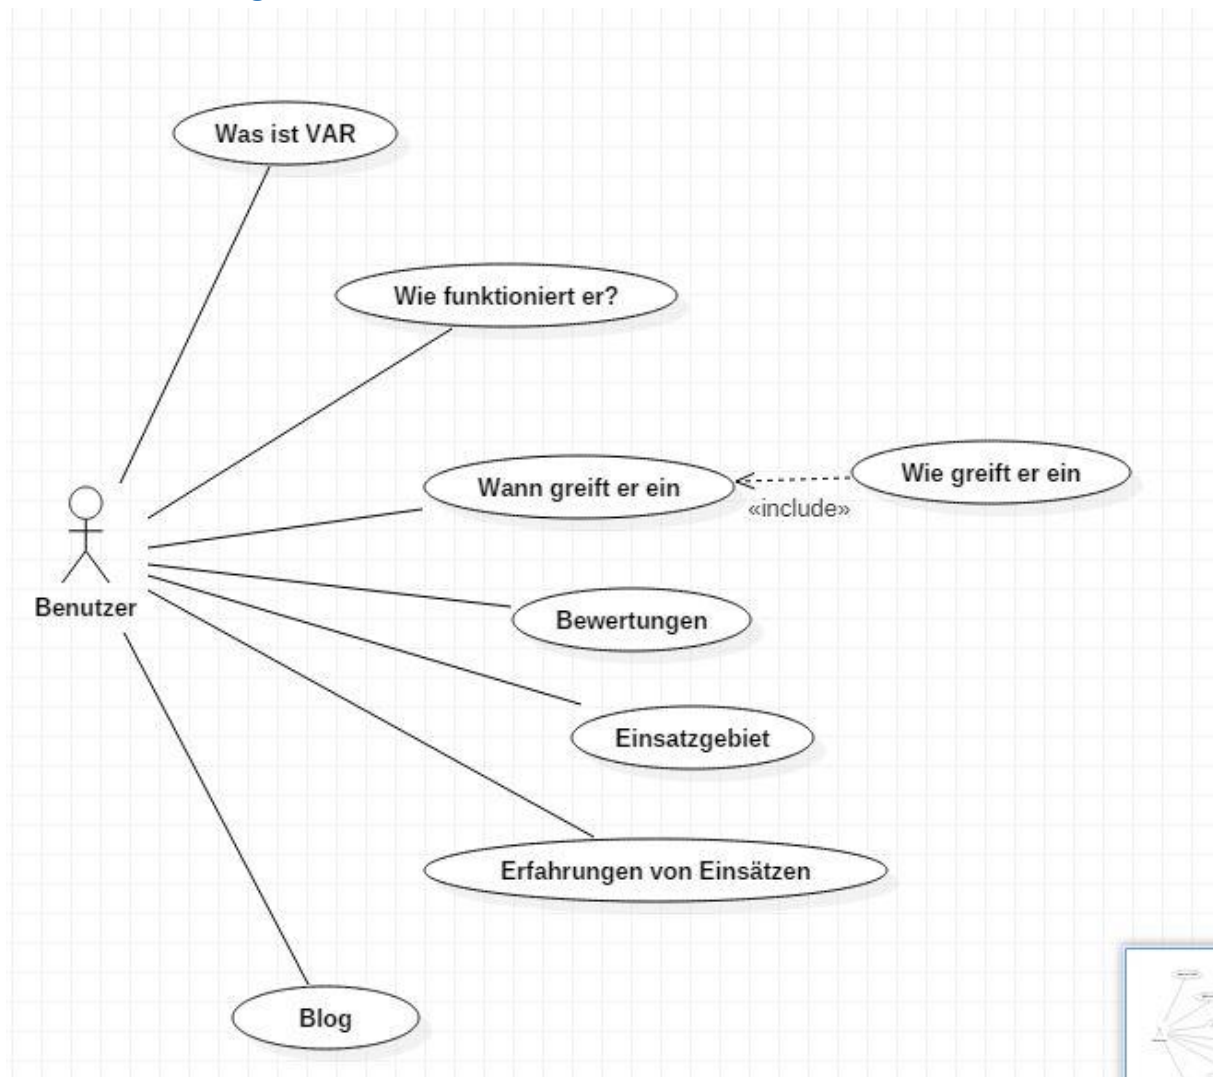 Was ist VAR
Wie funktioniert er?
Wann greift er ein
Wie greift er ein
«include»
Benutzer
Bewertungen
Einsatzgebiet
Erfahrungen von Einsätzen
Blog